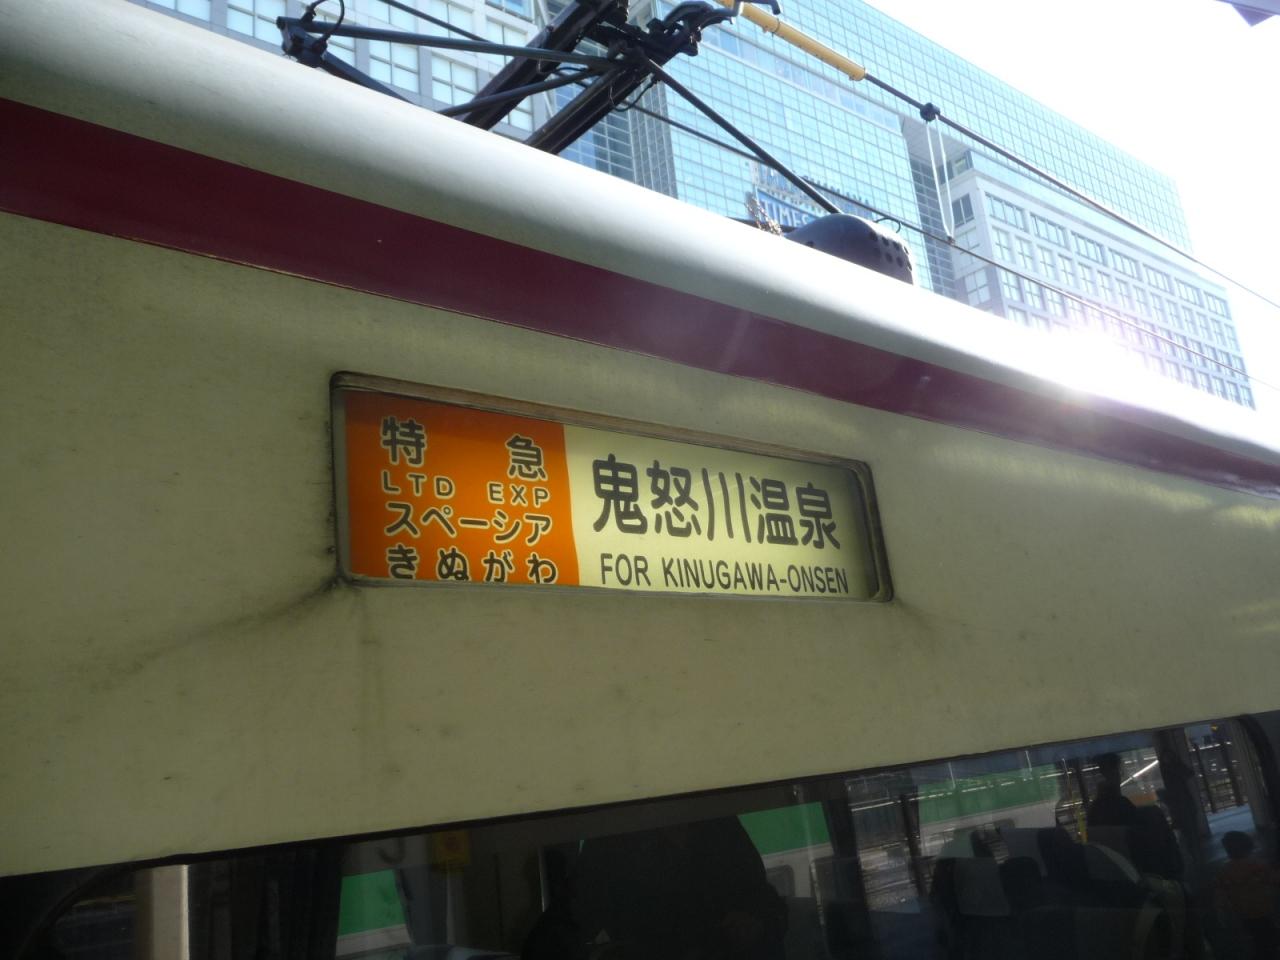 TIMES
特急
LTD EXP
スペーシア
きぬがわ
鬼怒川温泉
FOR KINUGAWA-ONSEN